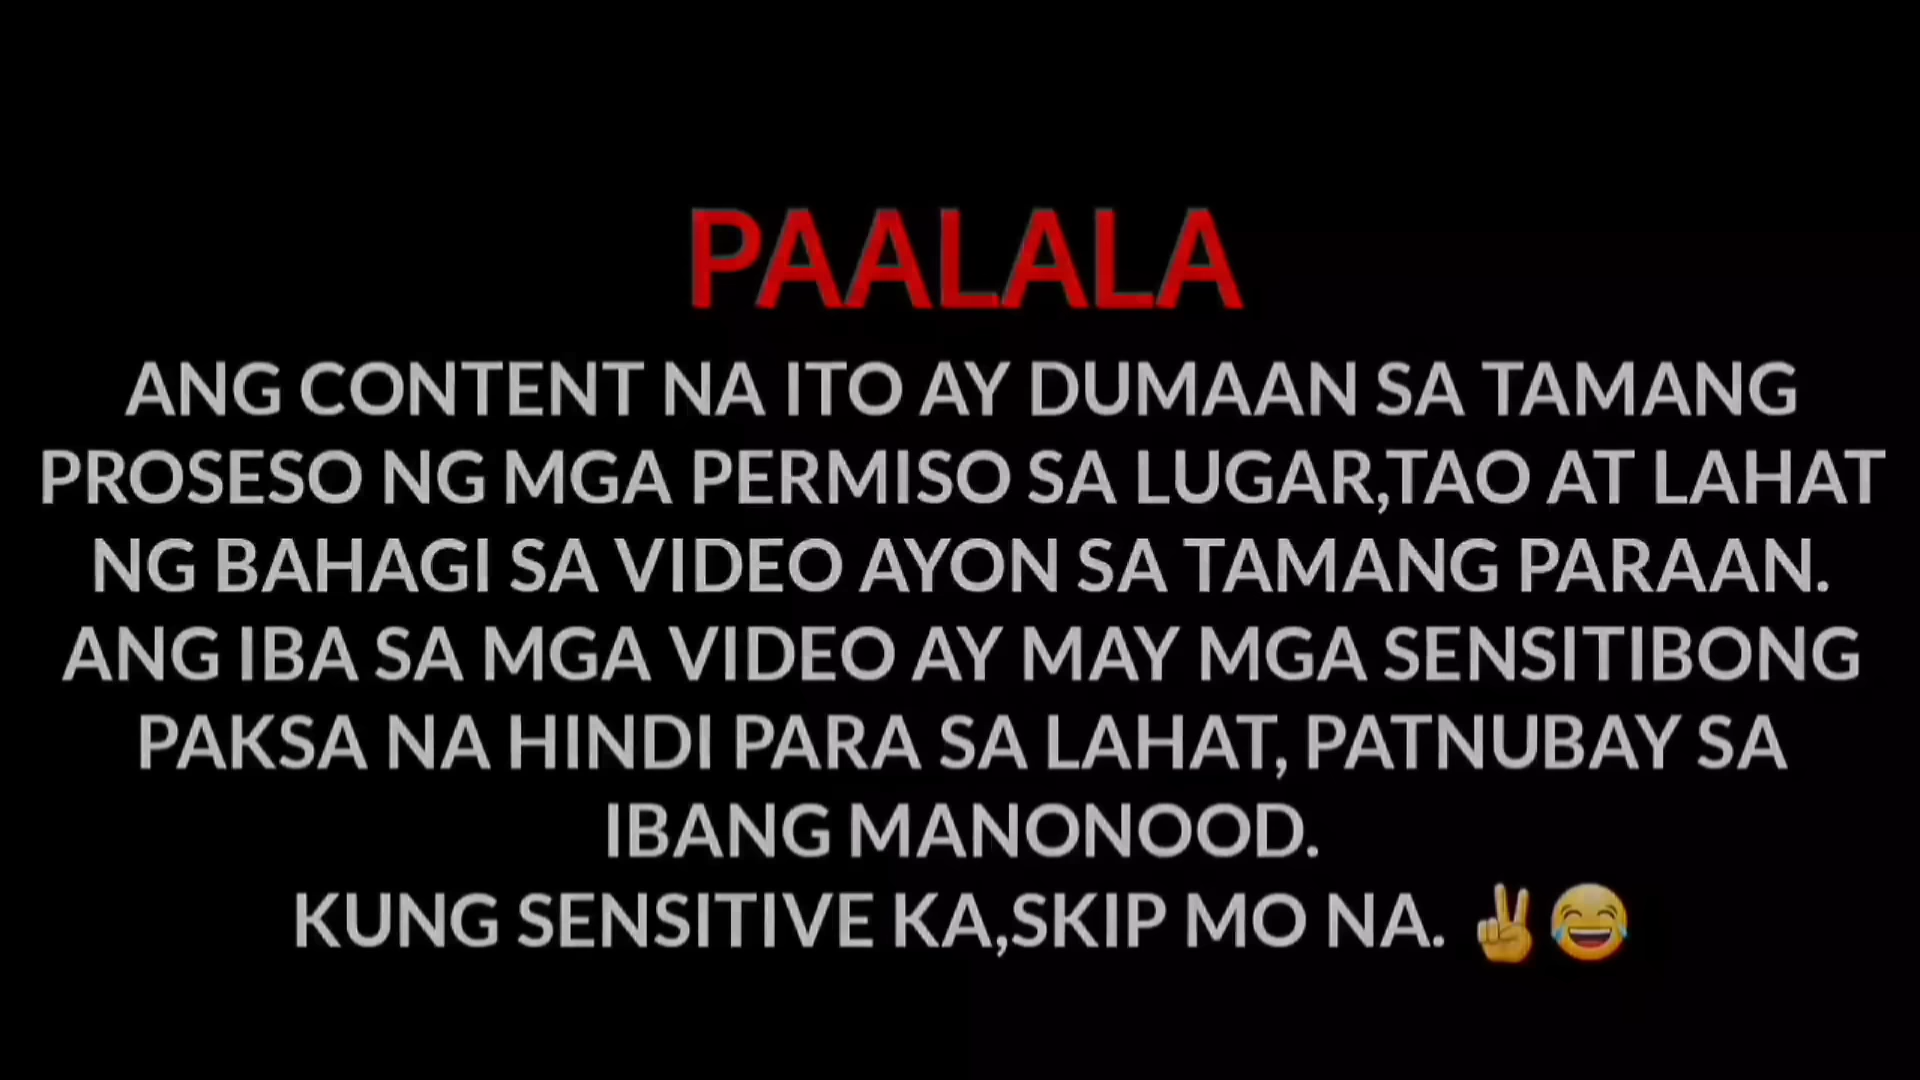 PAALALA
ANG CONTENT NA ITO AY DUMAAN SA TAMANG
PROSESO NG MGA PERMISO SA LUGAR,TAO AT LAHAT
NG BAHAGI SA VIDEO AYON SA TAMANG PARAAN.
ANG IBA SA MGA VIDEO AY MAY MGA SENSITIBONG
PAKSA NA HINDI PARA SA LAHAT, PATNUBAY SA
IBANG MANONOOD.
KUNG SENSITIVE KA,SKIP MO NA. ✌😂